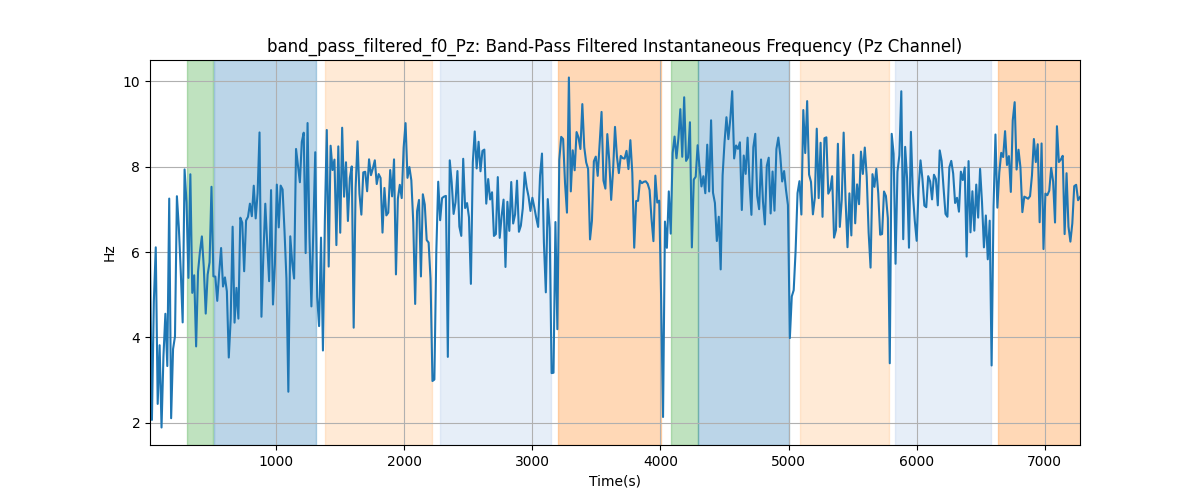 band_pass_filtered_f0_Pz: Band-Pass Filtered Instantaneous Frequency (Pz Channel)
10
8
6
4
2
Hz
1000 2000 3000 4000 5000 6000 7000
Time(s)